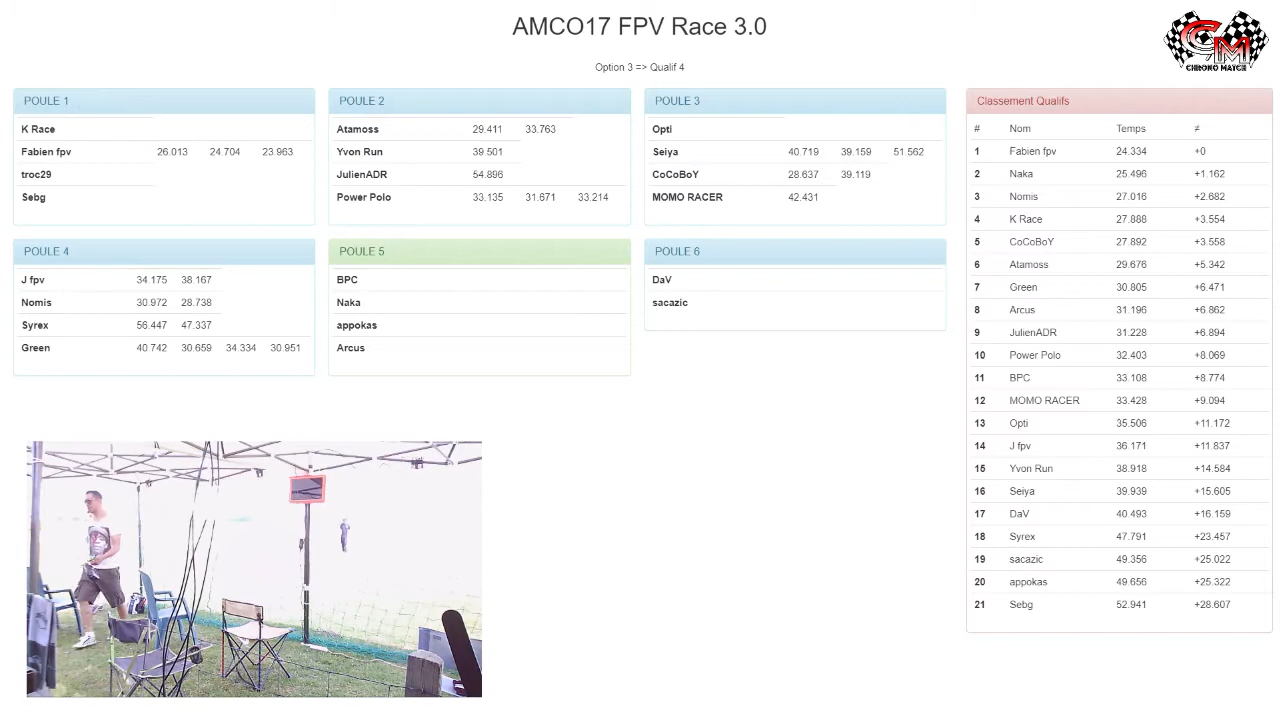 AMCO17 FPV Race 3.0
CHRONO MATCH
Option 3 => Qualif 4
POULE 1
K Race
Fabien fpv 26.013 24.704 23.963
troc29
Sebg
POULE 2
Atamoss 29.411 33.763
Yvon Run 39.501
JulienADR 54.896
Power Polo 33.135 31.671 33.214
POULE 3
Opti
Seiya 40.719 39.159 51.562
CoCoBoY 28.637 39.119
MOMO RACER 42.431
POULE 4
J fpv 34.175 38.167
Nomis 30.972 28.738
Syrex 56.447 47.337
Green 40.742 30.659 34.334 30.951
POULE 5
BPC
Naka
appokas
Arcus
POULE 6
DaV
sacazic
Classement Qualifs
# Nom Temps ≠
1 Fabien fpv 24.334 +0
2 Naka 25.496 +1.162
3 Nomis 27.016 +2.682
4 K Race 27.888 +3.554
5 CoCoBoY 27.892 +3.558
6 Atamoss 29.676 +5.342
7 Green 30.805 +6.471
8 Arcus 31.196 +6.862
9 JulienADR 31.228 +6.894
10 Power Polo 32.403 +8.069
11 BPC 33.108 +8.774
12 MOMO RACER 33.428 +9.094
13 Opti 35.506 +11.172
14 J fpv 36.171 +11.837
15 Yvon Run 38.918 +14.584
16 Seiya 39.939 +15.605
17 DaV 40.493 +16.159
18 Syrex 47.791 +23.457
19 sacazic 49.356 +25.022
20 appokas 49.656 +25.322
21 Sebg 52.941 +28.607